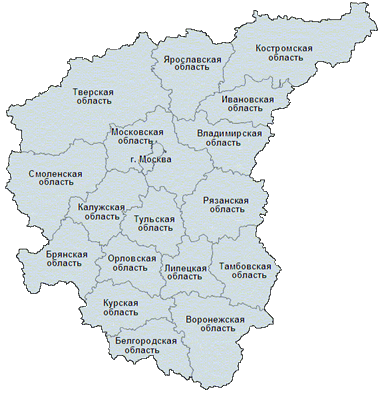 Костромская
область
Ярославская
область
Тверская
область
Ивановская
область
Московская
область
Владимирская
область
г. Москва
Смоленская
область
Калужская
область
Рязанская
область
Тульская
область
Брянская
область
Орловская
область
Липецкая
область
Тамбовская
область
Курская
область
Воронежская
область
Белгородская
область